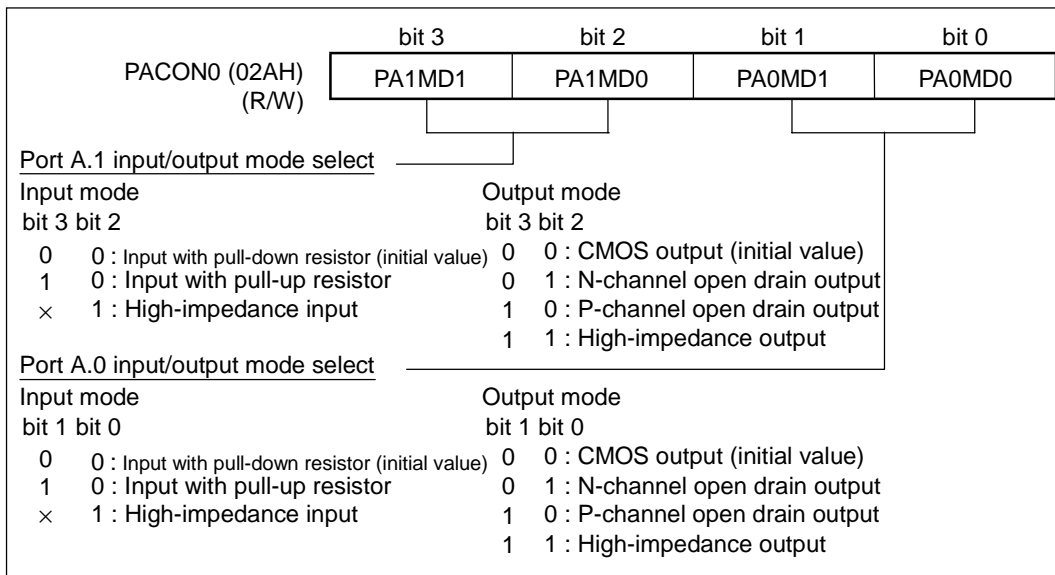 bit 3 bit 2 bit 1 bit 0
PACON0 (02AH) PA1MD1 PA1MD0 PA0MD1 PA0MD0
(R/W)
Port A.1 input/output mode select
Input mode Output mode
bit 3 bit 2 bit 3 bit 2
0 0 : Input with pull-down resistor (initial value) 0 0 : CMOS output (initial value)
1 0 : Input with pull-up resistor 0 1 : N-channel open drain output
× 1 : High-impedance input 1 0 : P-channel open drain output
1 1 : High-impedance output
Port A.0 input/output mode select
Input mode Output mode
bit 1 bit 0 bit 1 bit 0
0 0 : Input with pull-down resistor (initial value) 0 0 : CMOS output (initial value)
1 0 : Input with pull-up resistor 0 1 : N-channel open drain output
× 1 : High-impedance input 1 0 : P-channel open drain output
1 1 : High-impedance output